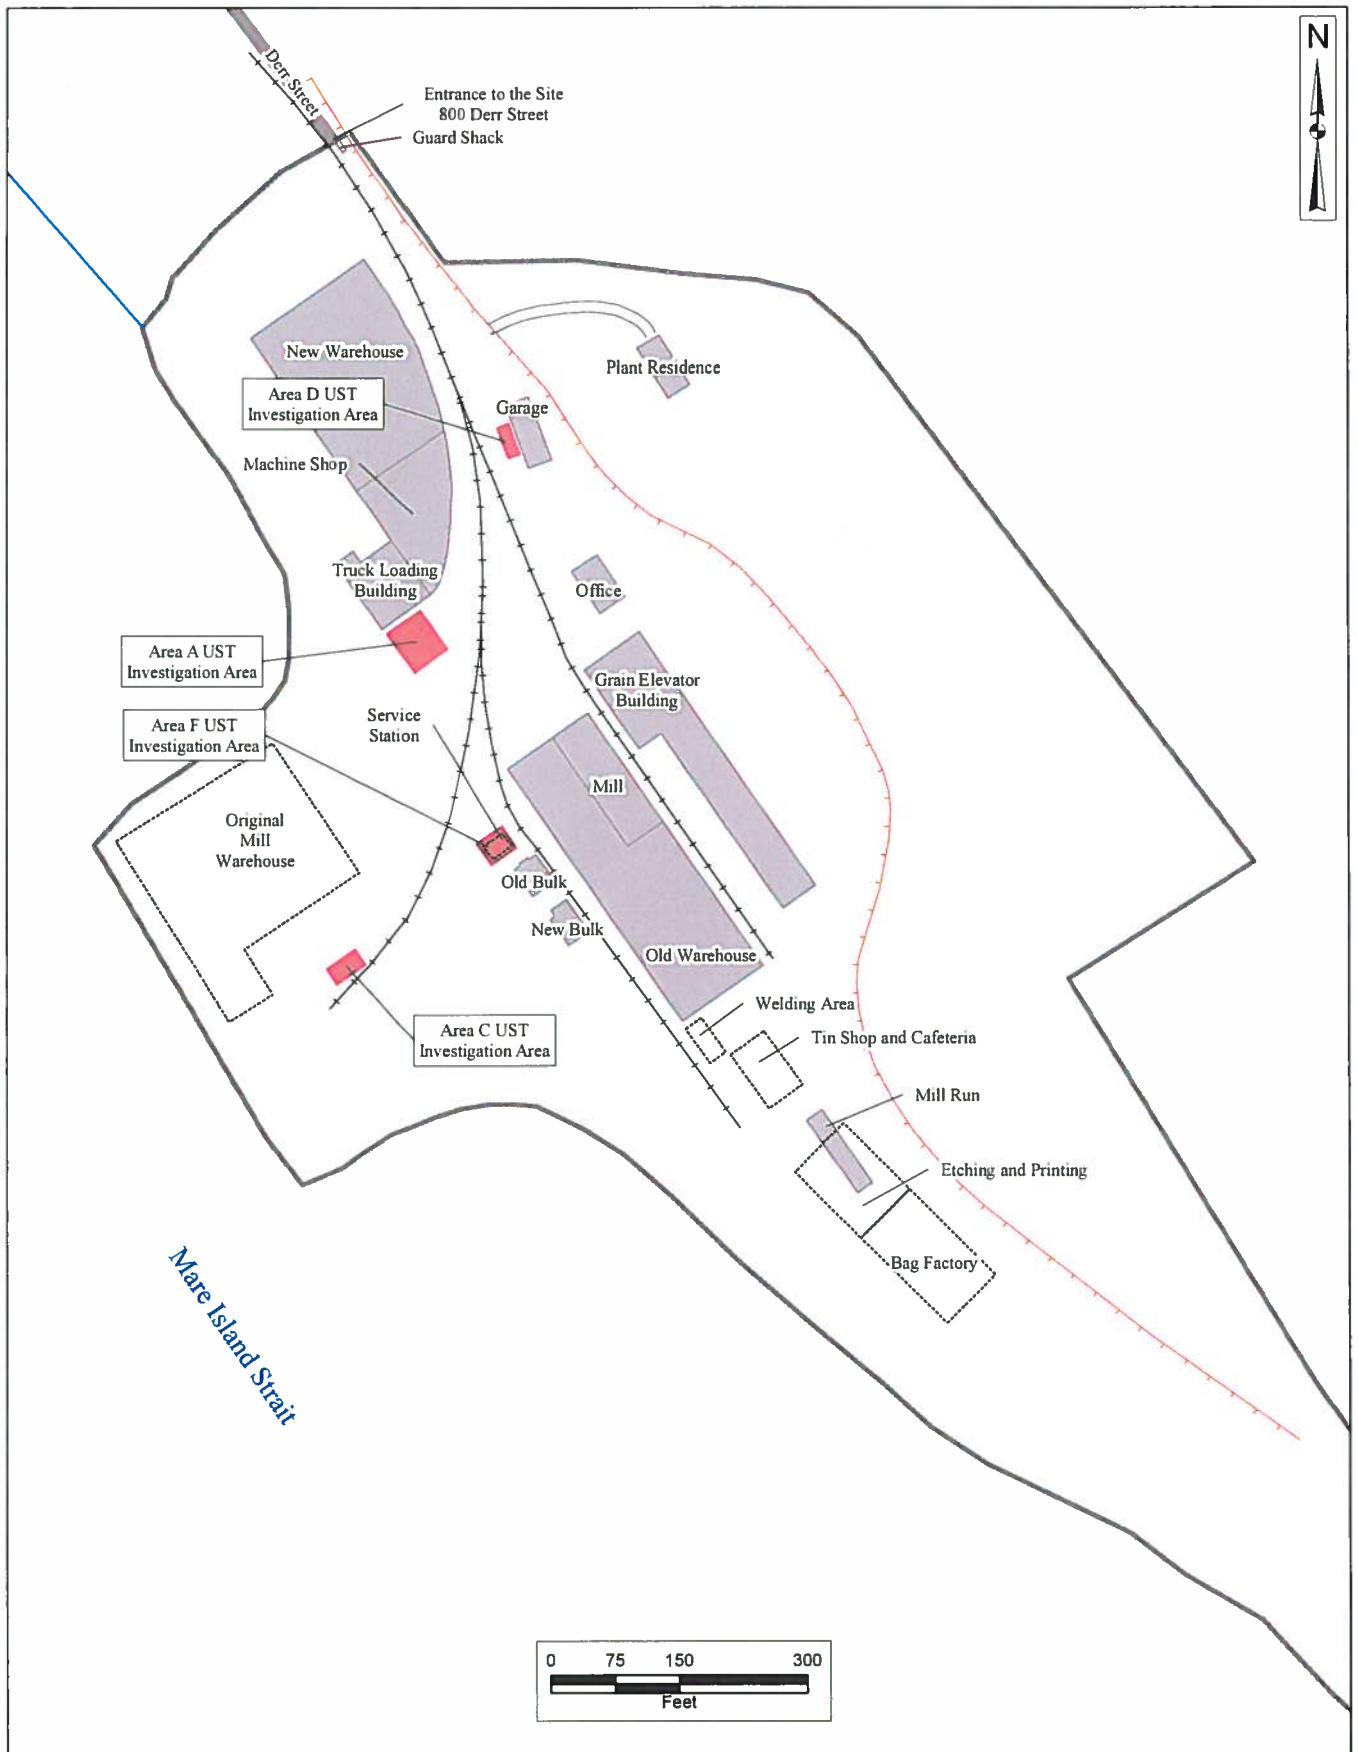 N
Derr Street
Entrance to the Site
800 Derr Street
Guard Shack
New Warehouse
Plant Residence
Area D UST
Investigation Area
Garage
Machine Shop
Truck Loading
Building
Office
Area A UST
Investigation Area
Grain Elevator
Building
Area F UST
Investigation Area
Service
Station
Mill
Original
Mill
Warehouse
Old Bulk
New Bulk
Old Warehouse
Welding Area
Area C UST
Investigation Area
Tin Shop and Cafeteria
Mill Run
Etching and Printing
Bag Factory
Mare Island Strait
0 75 150 300
Feet